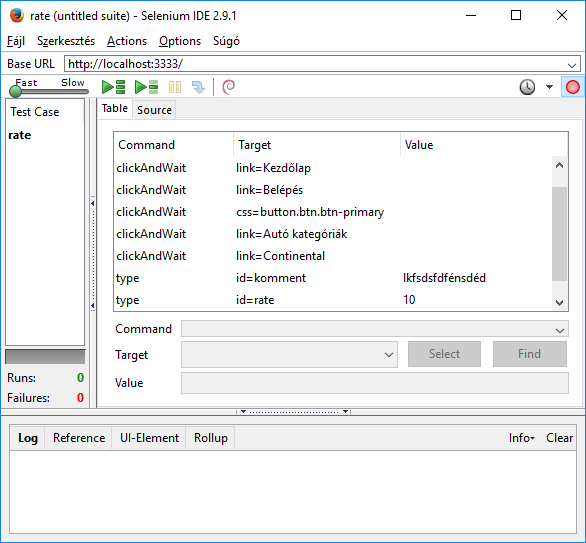 rate (untitled suite) - Selenium IDE 2.9.1
Fájl Szerkesztés Actions Options Súgó
Base URL http://localhost:3333/
Fast Slow
Table Source
Test Case
rate
Command Target Value
clickAndWait link=Kezdőlap
clickAndWait link=Belépés
clickAndWait css=button.btn.btn-primary
clickAndWait link=Autó kategóriák
clickAndWait link=Continental
type id=komment lkfsdsfdfénsdéd
type id=rate 10
Command
Target Select Find
Value
Runs: 0
Failures: 0
Log Reference UI-Element Rollup Info Clear